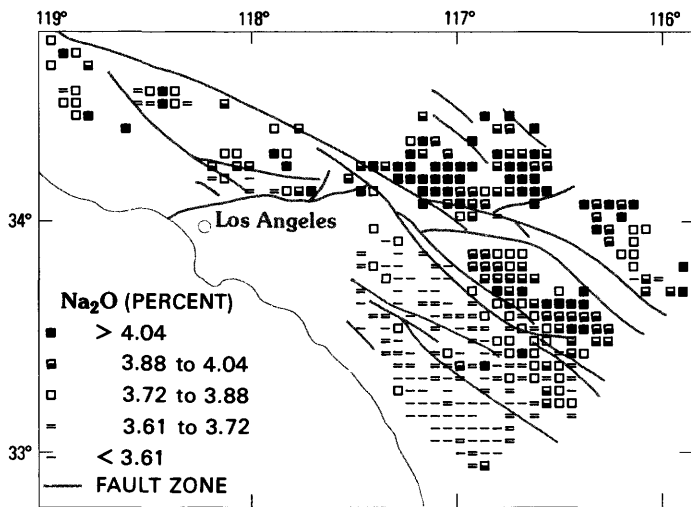 119° 118° 117° 116°
34°
Los Angeles
Na₂O (PERCENT)
> 4.04
3.88 to 4.04
3.72 to 3.88
3.61 to 3.72
< 3.61
33°
FAULT ZONE